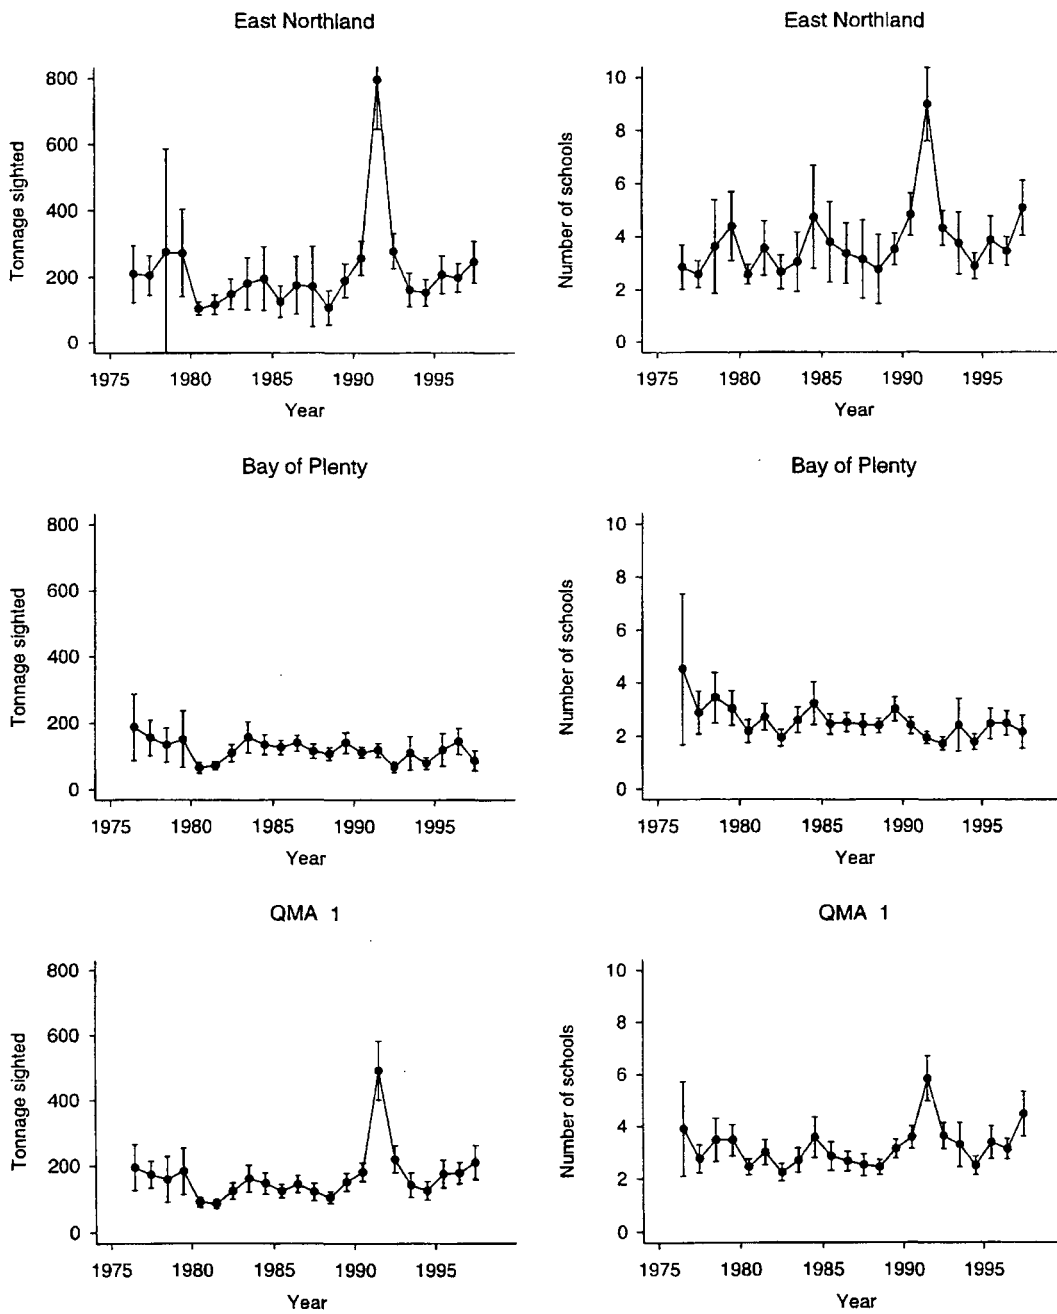 East Northland
East Northland
Tonnage sighted
800
600
400
200
0
1975 1980 1985 1990 1995
Year
Number of schools
10
8
6
4
2
0
1975 1980 1985 1990 1995
Year
Bay of Plenty
Bay of Plenty
Tonnage sighted
800
600
400
200
0
1975 1980 1985 1990 1995
Year
Number of schools
10
8
6
4
2
0
1975 1980 1985 1990 1995
Year
QMA 1
QMA 1
Tonnage sighted
800
600
400
200
0
1975 1980 1985 1990 1995
Year
Number of schools
10
8
6
4
2
0
1975 1980 1985 1990 1995
Year